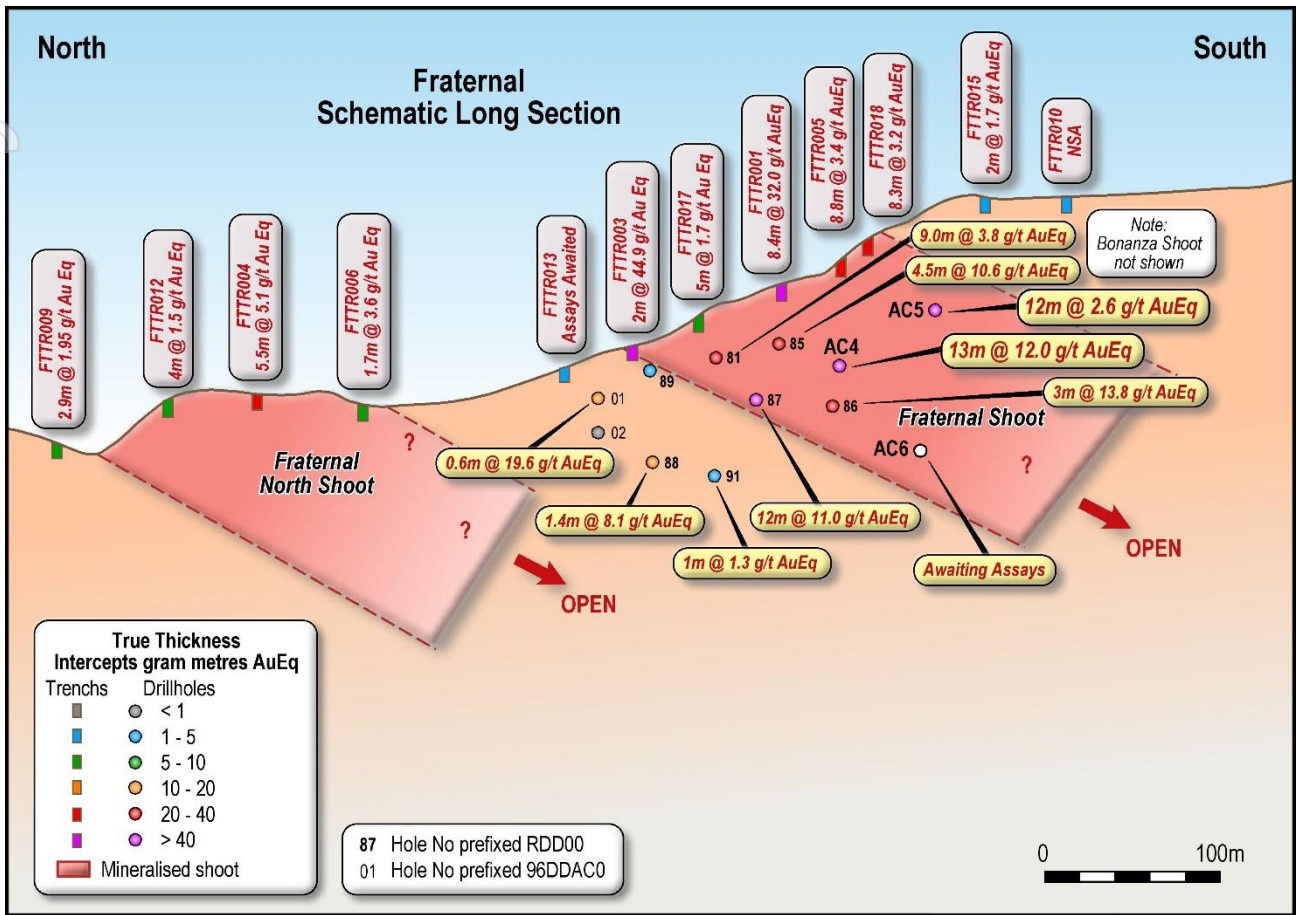 North
South
Fraternal
Schematic Long Section
FTTR009
2.9m @ 1.95 g/t Au Eq
FTTR012
4m @ 1.5 g/t Au Eq
FTTR004
5.5m @ 5.1 g/t Au Eq
FTTR006
1.7m @ 3.6 g/t Au Eq
FTTR013
Assays Awaited
FTTR003
2m @ 44.9 g/t Au Eq
FTTR017
5m @ 1.7 g/t Au Eq
FTTR001
8.4m @ 32.0 g/t AuEq
FTTR005
8.8m @ 3.4 g/t AuEq
FTTR018
8.3m @ 3.2 g/t AuEq
FTTR015
2m @ 1.7 g/t AuEq
FTTR010
NSA
Note:
Bonanza Shoot
not shown
9.0m @ 3.8 g/t AuEq
4.5m @ 10.6 g/t AuEq
AC5
12m @ 2.6 g/t AuEq
81
85
AC4
13m @ 12.0 g/t AuEq
89
01
87
86
3m @ 13.8 g/t AuEq
Fraternal Shoot
02
?
Fraternal
North Shoot
0.6m @ 19.6 g/t AuEq
88
91
AC6
?
?
1.4m @ 8.1 g/t AuEq
12m @ 11.0 g/t AuEq
1m @ 1.3 g/t AuEq
Awaiting Assays
OPEN
OPEN
True Thickness
Intercepts gram metres AuEq
Trenchs Drillholes
< 1
1 - 5
5 - 10
10 - 20
20 - 40
> 40
Mineralised shoot
87 Hole No prefixed RDD00
01 Hole No prefixed 96DDAC0
0 100m